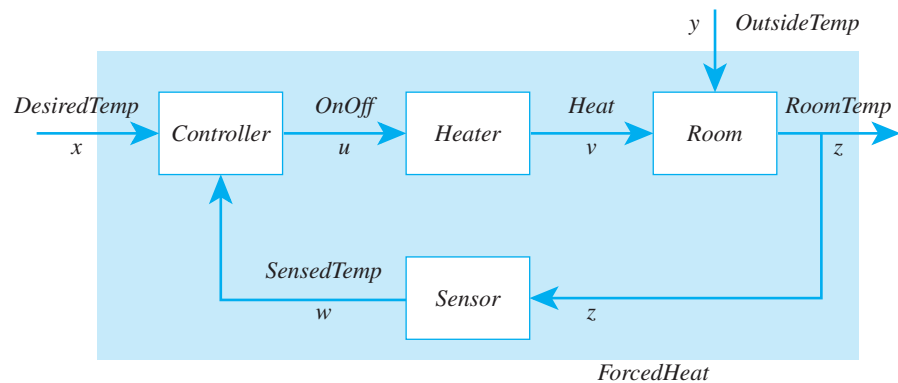 y
OutsideTemp
DesiredTemp
x
Controller
OnOff
u
Heater
Heat
v
Room
RoomTemp
z
SensedTemp
w
Sensor
z
ForcedHeat